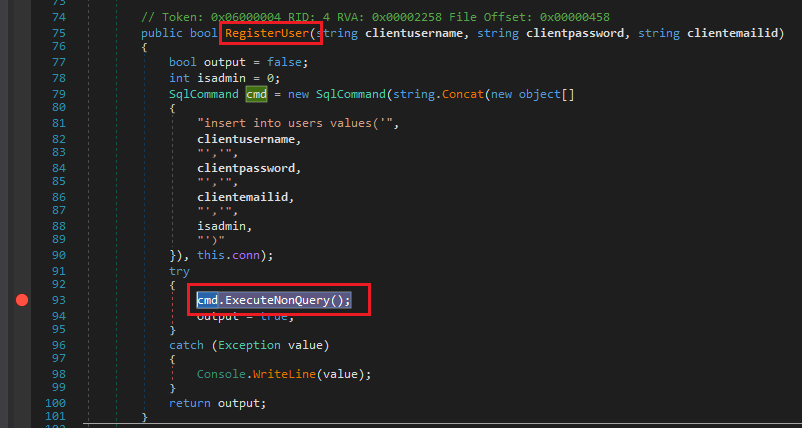 73
74 // Token: 0x06000004 RID: 4 RVA: 0x00002258 File Offset: 0x00000458
75 public bool RegisterUser(string clientusername, string clientpassword, string clientemailid)
76 {
77 bool output = false;
78 int isadmin = 0;
79 SqlCommand cmd = new SqlCommand(string.Concat(new object[]
80 {
81 "insert into users values('",
82 clientusername,
83 "','",
84 clientpassword,
85 "','",
86 clientemailid,
87 "','",
88 isadmin,
89 "')"
90 }), this.conn);
91 try
92 {
93 cmd.ExecuteNonQuery();
94 output = true;
95 }
96 catch (Exception value)
97 {
98 Console.WriteLine(value);
99 }
100 return output;
101 }
102